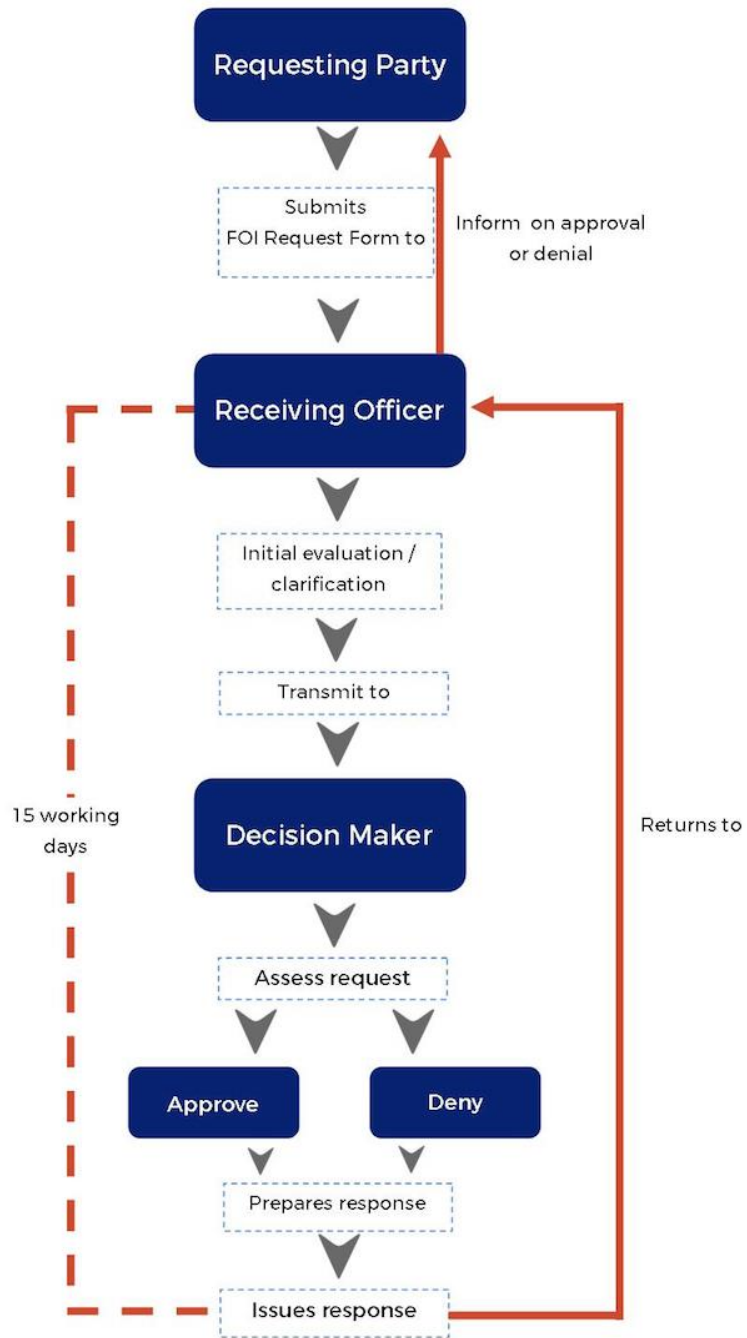 Requesting Party
Submits
FOI Request Form to
Inform on approval
or denial
Receiving Officer
Initial evaluation /
clarification
Transmit to
Decision Maker
15 working
days
Returns to
Assess request
Approve
Deny
Prepares response
Issues response